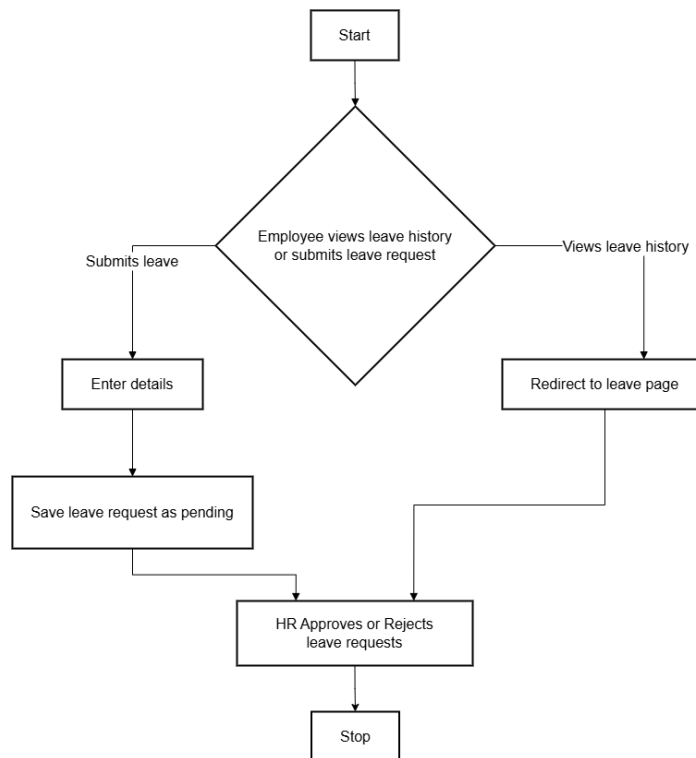 Start
Employee views leave history
or submits leave request
Submits leave
Views leave history
Enter details
Redirect to leave page
Save leave request as pending
HR Approves or Rejects
leave requests
Stop